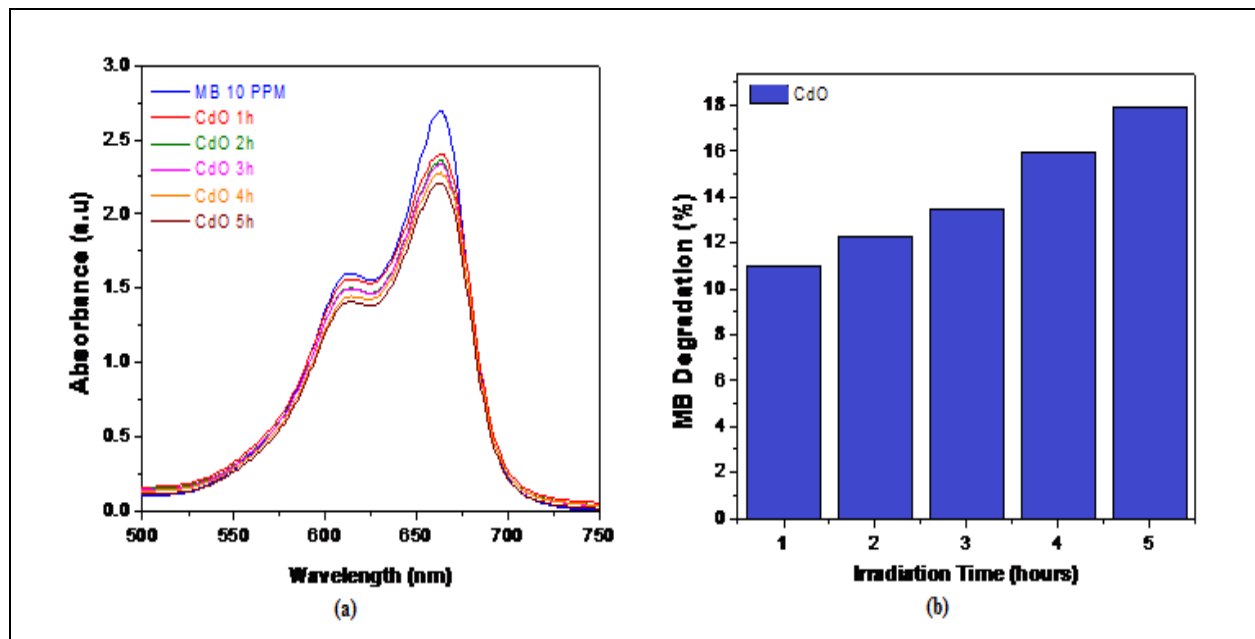 3.0
2.5
2.0
1.5
1.0
0.5
0.0
Absorbance (a.u)
MB 10 PPM
CdO 1h
CdO 2h
CdO 3h
CdO 4h
CdO 5h
500 550 600 650 700 750
Wavelength (nm)
(a)
18
16
14
12
10
8
6
4
2
0
MB Degradation (%)
CdO
1 2 3 4 5
Irradiation Time (hours)
(b)